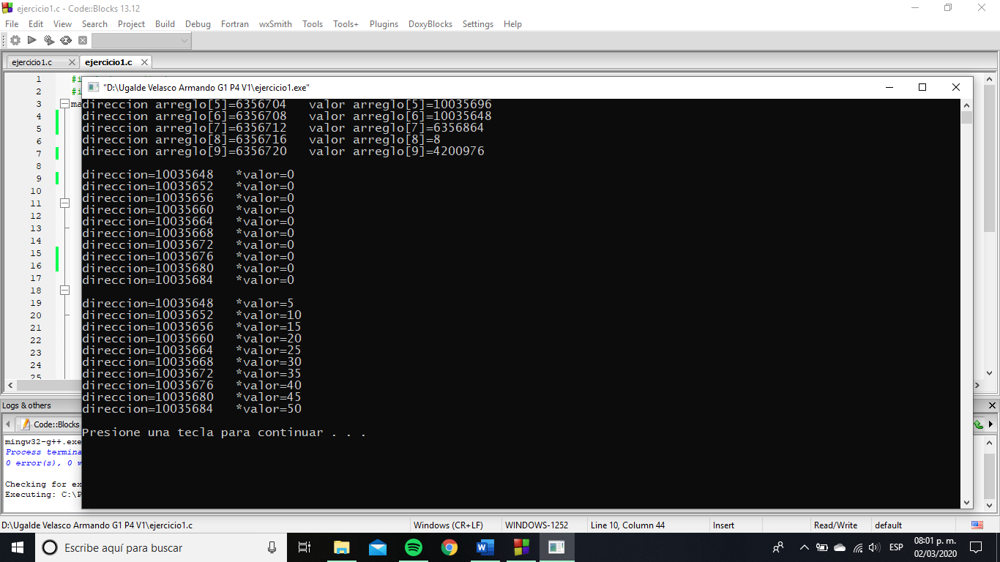 ejercicio1.c - Code::Blocks 13.12
File Edit View Search Project Build Debug Fortran wxSmith Tools Tools+ Plugins DoxyBlocks Settings Help
ejercicio1.c ejercicio1.c
1 #i
2 #i
3 ma
4
5
6
7
8
9
10
11
12
13
14
15
16
17
18
19
20
21
22
23
24
25
"D:\Ugalde Velasco Armando G1 P4 V1\ejercicio1.exe"
direccion arreglo[5]=6356704 valor arreglo[5]=10035696
direccion arreglo[6]=6356708 valor arreglo[6]=10035648
direccion arreglo[7]=6356712 valor arreglo[7]=6356864
direccion arreglo[8]=6356716 valor arreglo[8]=8
direccion arreglo[9]=6356720 valor arreglo[9]=4200976
direccion=10035648 *valor=0
direccion=10035652 *valor=0
direccion=10035656 *valor=0
direccion=10035660 *valor=0
direccion=10035664 *valor=0
direccion=10035668 *valor=0
direccion=10035672 *valor=0
direccion=10035676 *valor=0
direccion=10035680 *valor=0
direccion=10035684 *valor=0
direccion=10035648 *valor=5
direccion=10035652 *valor=10
direccion=10035656 *valor=15
direccion=10035660 *valor=20
direccion=10035664 *valor=25
direccion=10035668 *valor=30
direccion=10035672 *valor=35
direccion=10035676 *valor=40
direccion=10035680 *valor=45
direccion=10035684 *valor=50
Presione una tecla para continuar . . .
Logs & others
Code::Blocks
mingw32-g++.exe
Process termina
0 error(s), 0 w
Checking for ex
Executing: C:\P
D:\Ugalde Velasco Armando G1 P4 V1\ejercicio1.c Windows (CR+LF) WINDOWS-1252 Line 10, Column 44 Insert Read/Write default
Escribe aquí para buscar
ESP
08:01 p. m.
02/03/2020